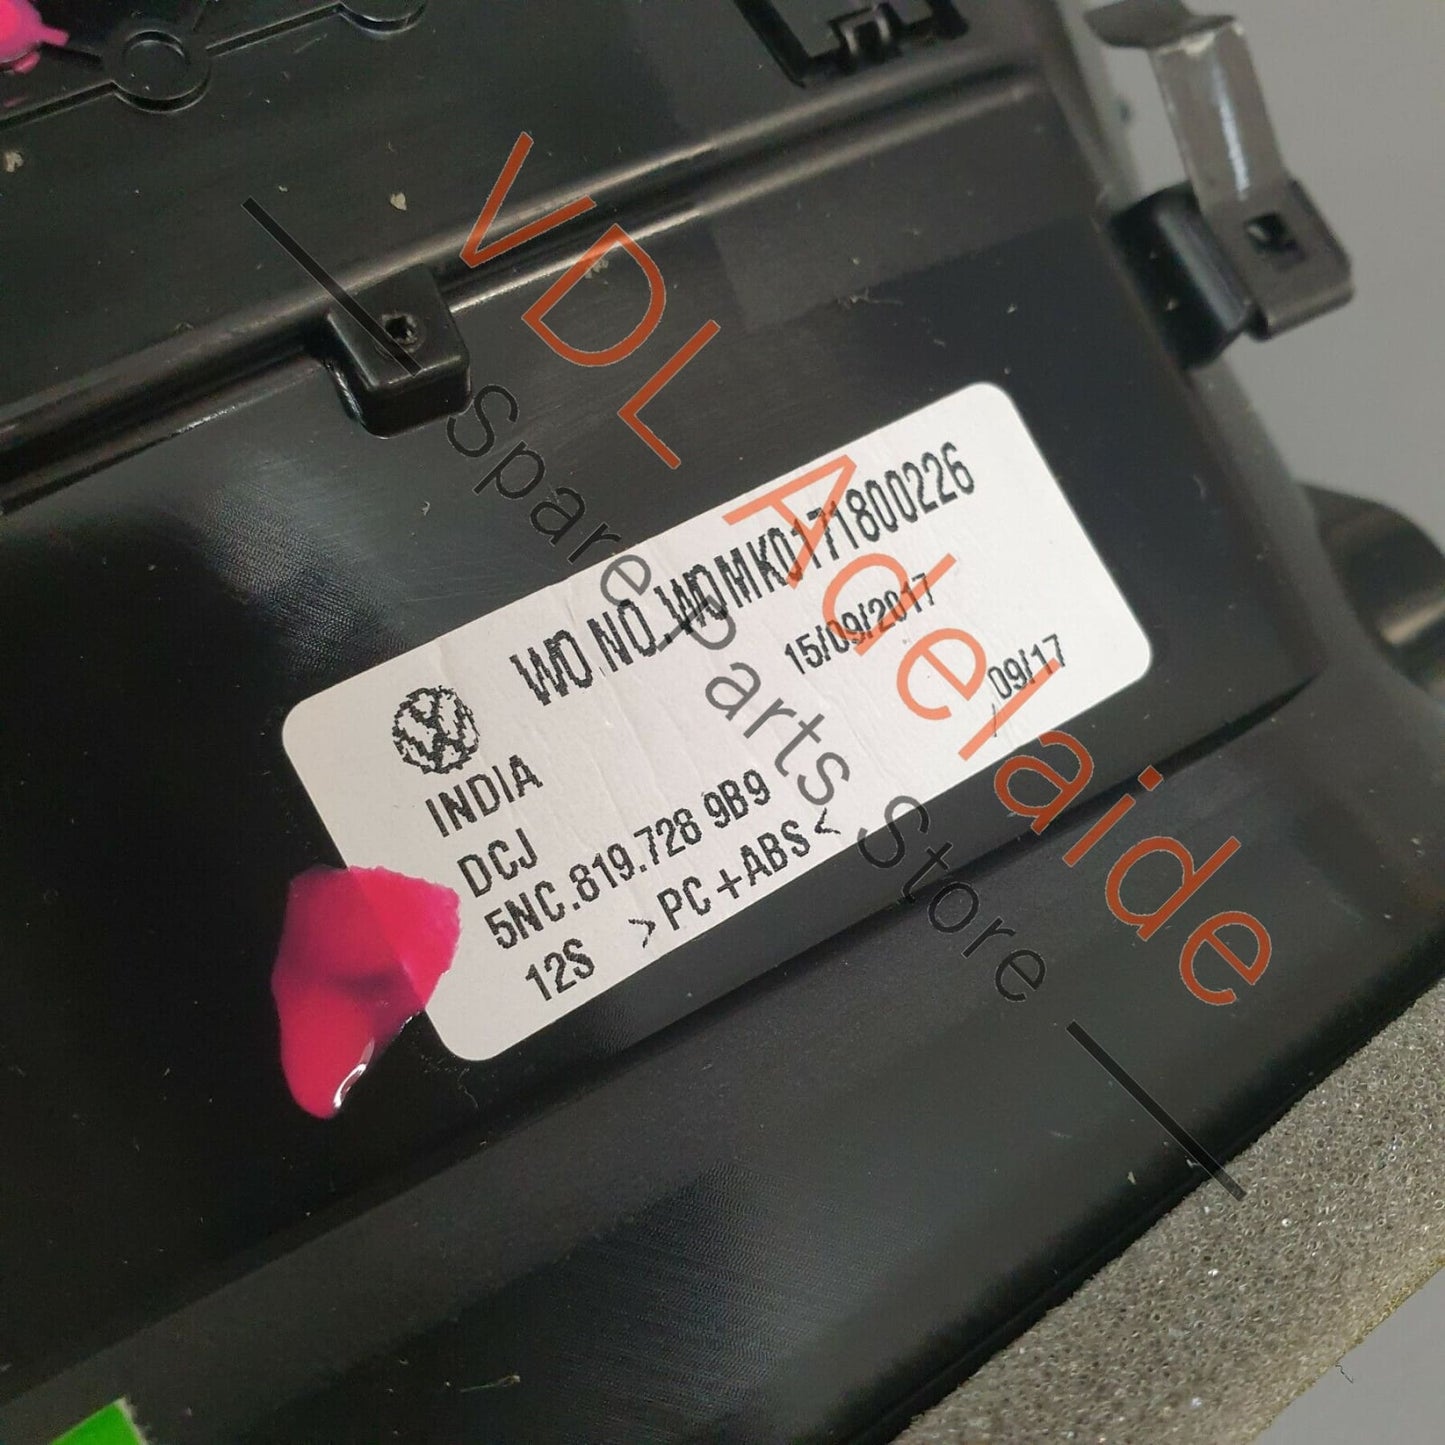 WO NO.WOMK0171800226
15/09/2017
09/17
INDIA
DCJ
5NC.819.728 9B9
12S >PC+ABS<
VDL Adelaide
Spare Parts Store